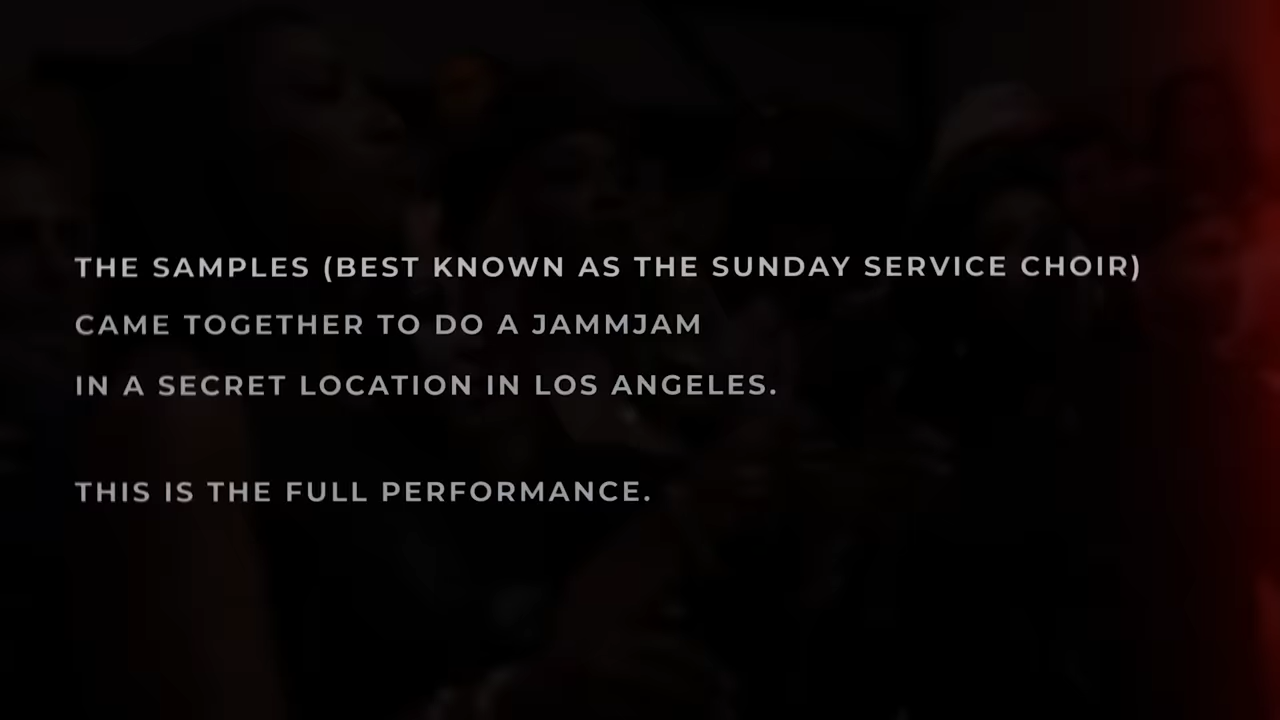 THE SAMPLES (BEST KNOWN AS THE SUNDAY SERVICE CHOIR)
CAME TOGETHER TO DO A JAMMJAM
IN A SECRET LOCATION IN LOS ANGELES.
THIS IS THE FULL PERFORMANCE.